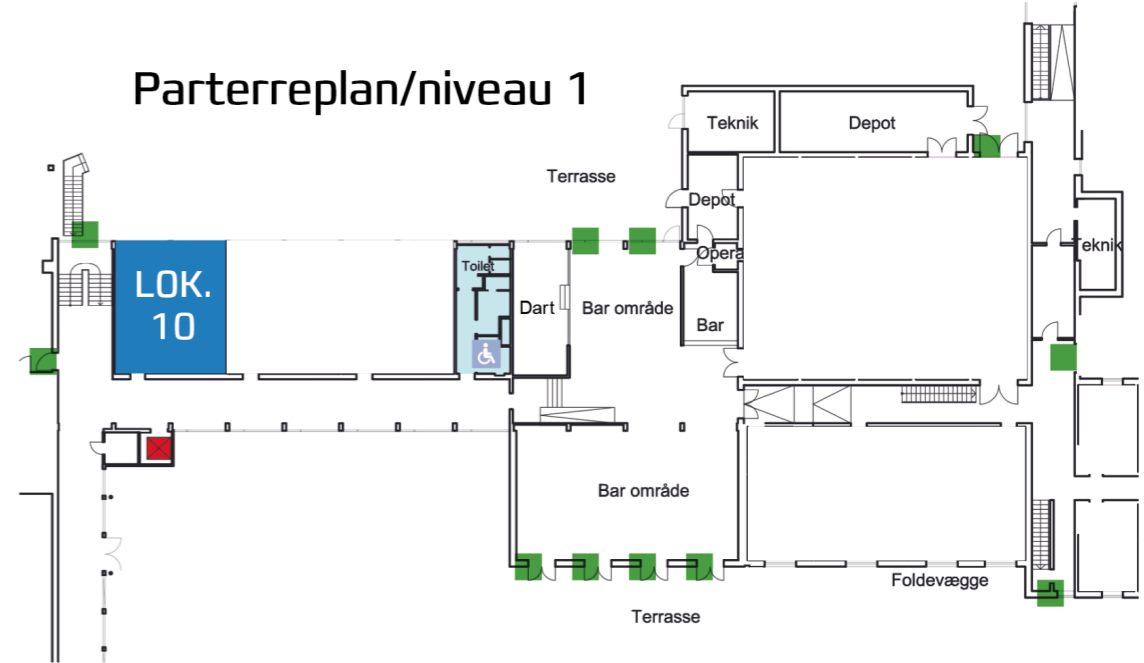 Parterreplan/niveau 1
Teknik
Depot
Terrasse
Depot
Opera
Teknik
Toilet
LOK.
10
Dart
Bar område
Bar
Bar område
Foldevægge
Terrasse